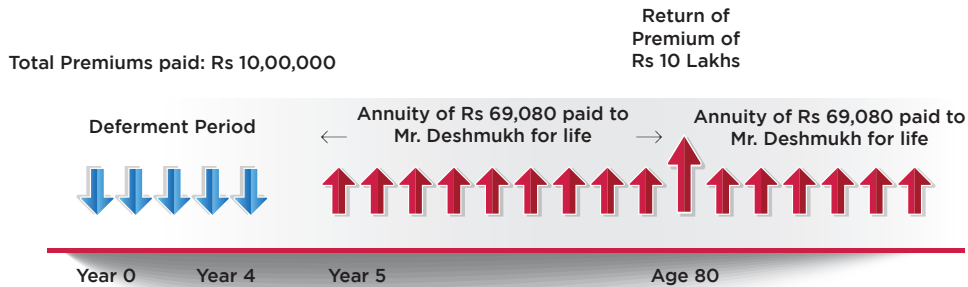 Return of
Premium of
Rs 10 Lakhs
Total Premiums paid: Rs 10,00,000
Deferment Period
Annuity of Rs 69,080 paid to
Mr. Deshmukh for life
Annuity of Rs 69,080 paid to
Mr. Deshmukh for life
Year 0
Year 4
Year 5
Age 80